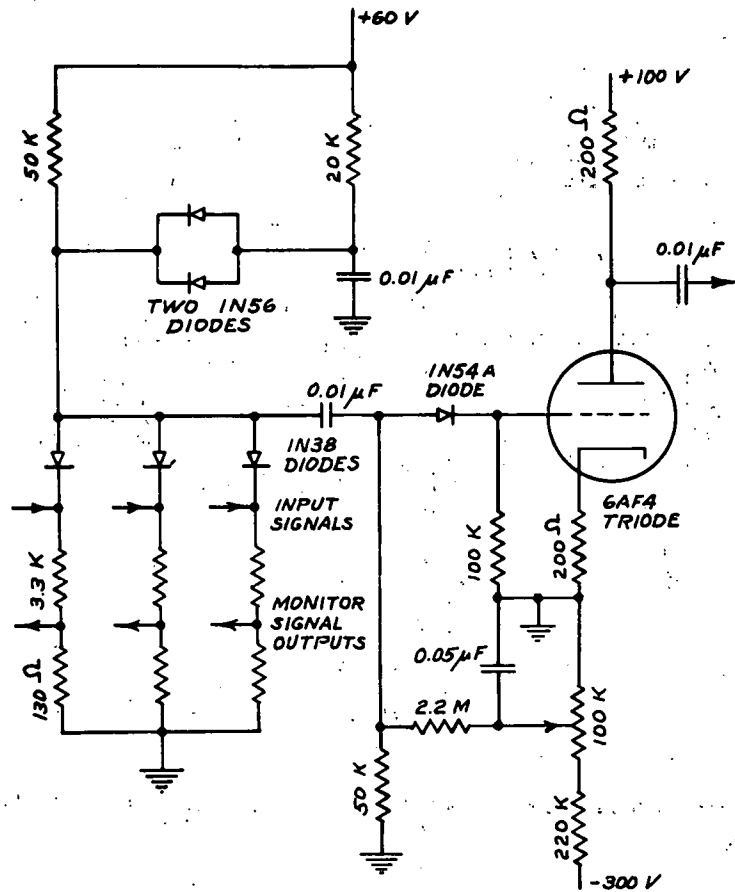 +60 V
+100 V
50 K
20 K
200 Ω
0.01 μF
TWO 1N56
DIODES
0.01 μF
0.01 μF
1N54A
DIODE
1N38
DIODES
6AF4
TRIODE
INPUT
SIGNALS
3.3 K
100 K
200 Ω
MONITOR
SIGNAL
OUTPUTS
130 Ω
0.05 μF
2.2 M
100 K
50 K
220 K
-300 V